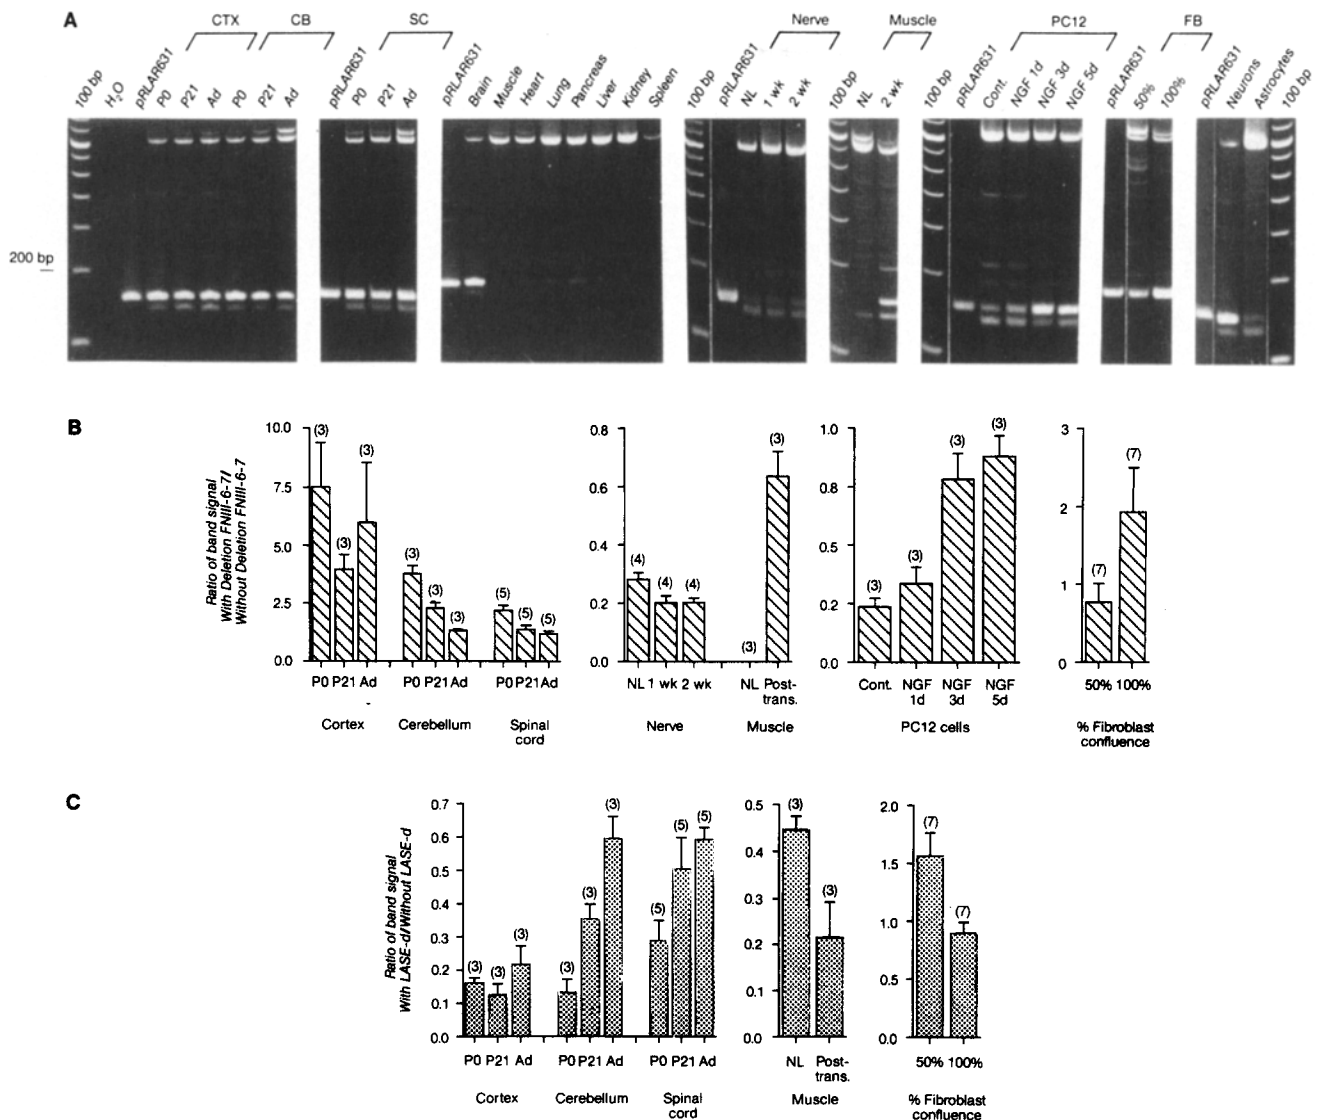 A
CTX
CB
SC
Nerve
Muscle
PC12
FB
100 bp
H2O
pRLAR631
P0
P21
Ad
P0
P21
Ad
pRLAR631
P0
P21
Ad
pRLAR631
Brain
Muscle
Heart
Lung
Pancreas
Liver
Kidney
Spleen
100 bp
pRLAR631
NL
1 wk
2 wk
100 bp
NL
2 wk
100 bp
pRLAR631
Cont.
NGF 1d
NGF 3d
NGF 5d
pRLAR631
50%
100%
pRLAR631
Neurons
Astrocytes
100 bp
200 bp
B
Ratio of band signal
With Deletion FNIII-6-7/
Without Deletion FNIII-6-7
10.0
7.5
5.0
2.5
0.0
(3)
(3)
(3)
(3)
(3)
(3)
(5)
(5)
(5)
P0 P21 Ad
P0 P21 Ad
P0 P21 Ad
Cortex
Cerebellum
Spinal
cord
0.8
0.6
0.4
0.2
0.0
(4)
(4)
(4)
(3)
(3)
NL 1 wk 2 wk
NL Post-
trans.
Nerve
Muscle
1.0
0.8
0.5
0.2
0.0
(3)
(3)
(3)
(3)
Cont.
NGF
1d
NGF
3d
NGF
5d
PC12 cells
3
2
1
0
(7)
(7)
50% 100%
% Fibroblast
confluence
C
Ratio of band signal
With LASE-d/Without LASE-d
0.7
0.6
0.5
0.4
0.3
0.2
0.1
0.0
(3)
(3)
(3)
(3)
(3)
(3)
(5)
(5)
(5)
P0 P21 Ad
P0 P21 Ad
P0 P21 Ad
Cortex
Cerebellum
Spinal
cord
0.5
0.4
0.3
0.2
0.1
0.0
(3)
(3)
NL
Post-
trans.
Muscle
2.0
1.5
1.0
0.5
0.0
(7)
(7)
50% 100%
% Fibroblast
confluence